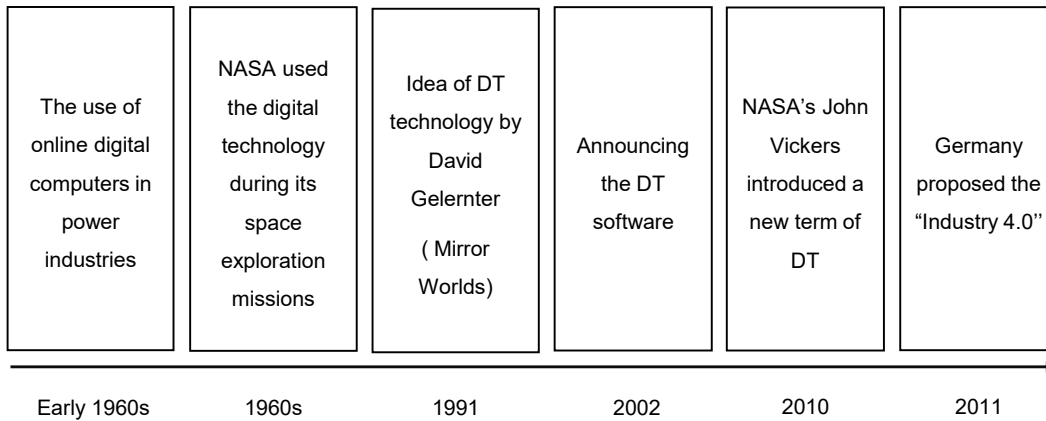 The use of
online digital
computers in
power
industries
NASA used
the digital
technology
during its
space
exploration
missions
Idea of DT
technology by
David
Gelernter
( Mirror
Worlds)
Announcing
the DT
software
NASA’s John
Vickers
introduced a
new term of
DT
Germany
proposed the
“Industry 4.0’’
Early 1960s
1960s
1991
2002
2010
2011